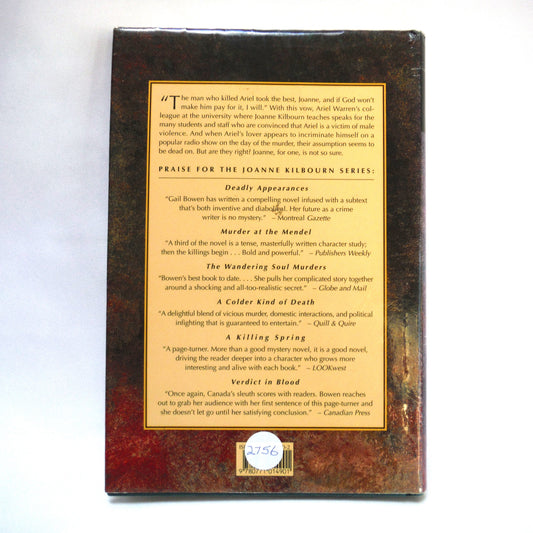 "The man who killed Ariel took the best, Joanne, and if God won't
make him pay for it, I will." With this vow, Ariel Warren's col-
league at the university where Joanne Kilbourn teaches speaks for the
many students and staff who are convinced that Ariel is a victim of male
violence. And when Ariel's lover appears to incriminate himself on a
popular radio show on the day of the murder, their assumption seems to
be dead on. But are they right? Joanne, for one, is not so sure.
PRAISE FOR THE JOANNE KILBOURN SERIES:
Deadly Appearances
"Gail Bowen has written a compelling novel infused with a subtext
that's both inventive and diabolical. Her future as a crime
writer is no mystery." – Montreal Gazette
Murder at the Mendel
"A third of the novel is a tense, masterfully written character study;
then the killings begin . . . Bold and powerful." – Publishers Weekly
The Wandering Soul Murders
"Bowen's best book to date. . . . She pulls her complicated story together
around a shocking and all-too-realistic secret." – Globe and Mail
A Colder Kind of Death
"A delightful blend of vicious murder, domestic interactions, and political
infighting that is guaranteed to entertain." – Quill & Quire
A Killing Spring
"A page-turner. More than a good mystery novel, it is a good novel,
driving the reader deeper into a character who grows more
interesting and alive with each book." – LOOKwest
Verdict in Blood
"Once again, Canada's sleuth scores with readers. Bowen reaches
out to grab her audience with her first sentence of this page-turner and
she doesn't let go until her satisfying conclusion." – Canadian Press
2756
9 780771 014901